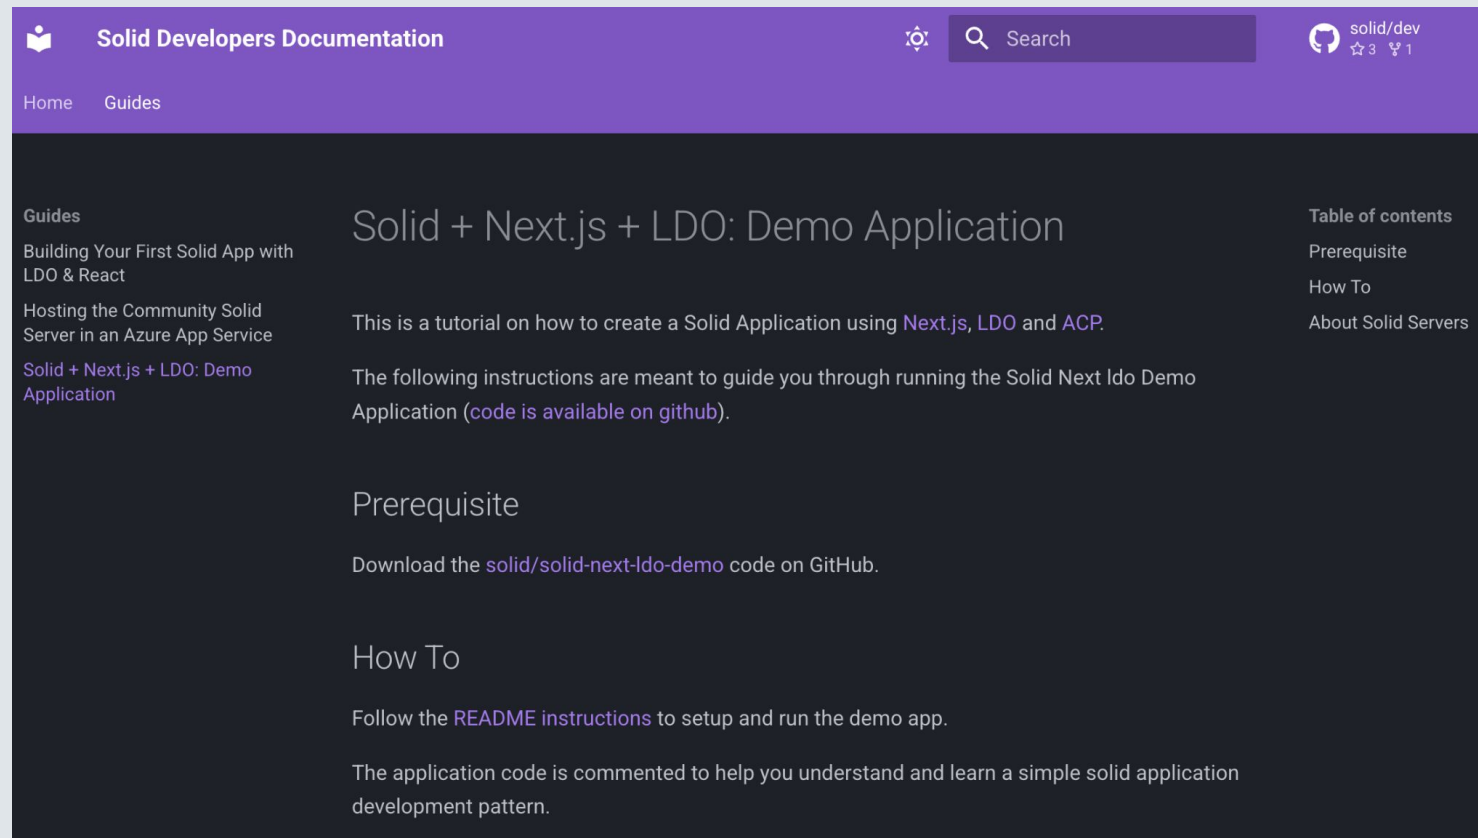 Solid Developers Documentation
Search
solid/dev
3 1
Home Guides
Guides
Building Your First Solid App with
LDO & React
Hosting the Community Solid
Server in an Azure App Service
Solid + Next.js + LDO: Demo
Application
Solid + Next.js + LDO: Demo Application
This is a tutorial on how to create a Solid Application using Next.js, LDO and ACP.
The following instructions are meant to guide you through running the Solid Next ldo Demo
Application (code is available on github).
Prerequisite
Download the solid/solid-next-ldo-demo code on GitHub.
How To
Follow the README instructions to setup and run the demo app.
The application code is commented to help you understand and learn a simple solid application
development pattern.
Table of contents
Prerequisite
How To
About Solid Servers